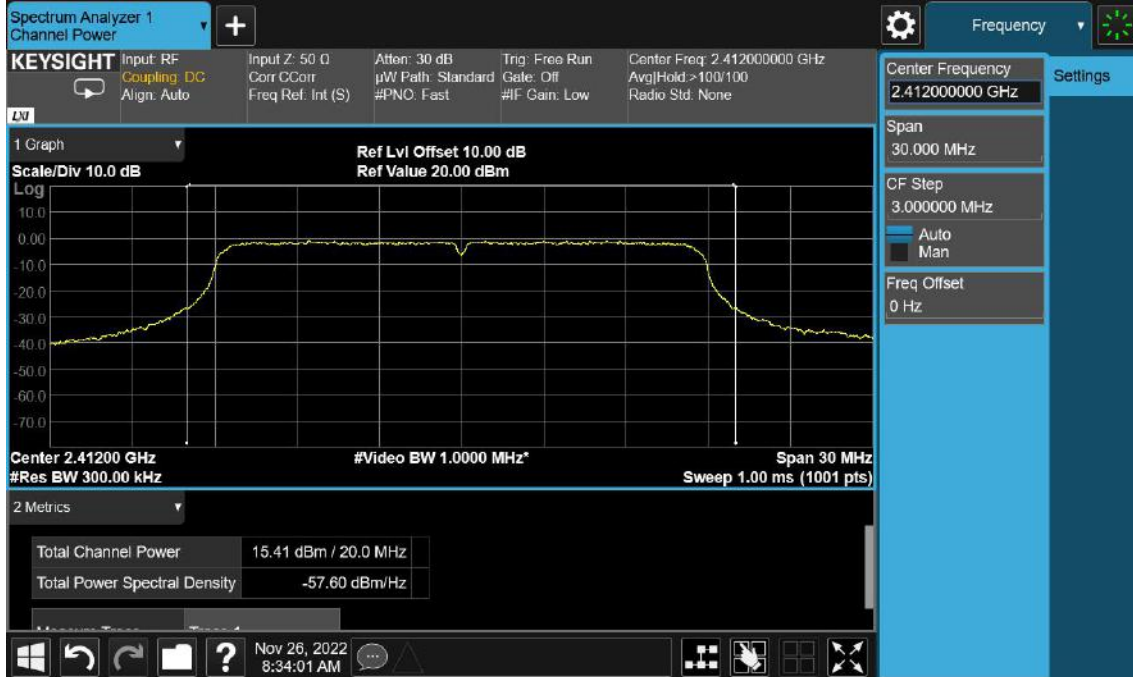 Spectrum Analyzer 1
Channel Power
Frequency
KEYSIGHT
Input: RF
Coupling: DC
Align: Auto
Input Z: 50 Ω
Corr CCorr
Freq Ref: Int (S)
Atten: 30 dB
µW Path: Standard
#PNO: Fast
Trig: Free Run
Gate: Off
#IF Gain: Low
Center Freq: 2.412000000 GHz
Avg|Hold:>100/100
Radio Std: None
LXI
Center Frequency
2.412000000 GHz
Settings
Span
30.000 MHz
CF Step
3.000000 MHz
Auto
Man
Freq Offset
0 Hz
1 Graph
Scale/Div 10.0 dB
Ref Lvl Offset 10.00 dB
Ref Value 20.00 dBm
Log
10.0
0.00
-10.0
-20.0
-30.0
-40.0
-50.0
-60.0
-70.0
Center 2.41200 GHz
#Video BW 1.0000 MHz*
Span 30 MHz
#Res BW 300.00 kHz
Sweep 1.00 ms (1001 pts)
2 Metrics
Total Channel Power 15.41 dBm / 20.0 MHz
Total Power Spectral Density -57.60 dBm/Hz
Nov 26, 2022
8:34:01 AM